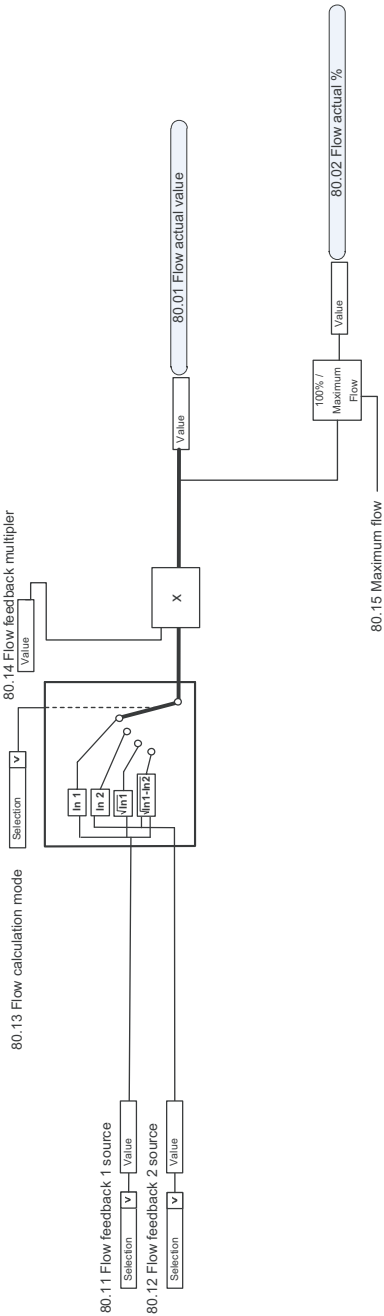 80.11 Flow feedback 1 source
Selection
v
Value
80.12 Flow feedback 2 source
Selection
v
Value
80.13 Flow calculation mode
Selection
v
In 1
In 2
√In1
√In1-In2
80.14 Flow feedback multipler
Value
X
Value
80.01 Flow actual value
100% /
Maximum
Flow
Value
80.02 Flow actual %
80.15 Maximum flow